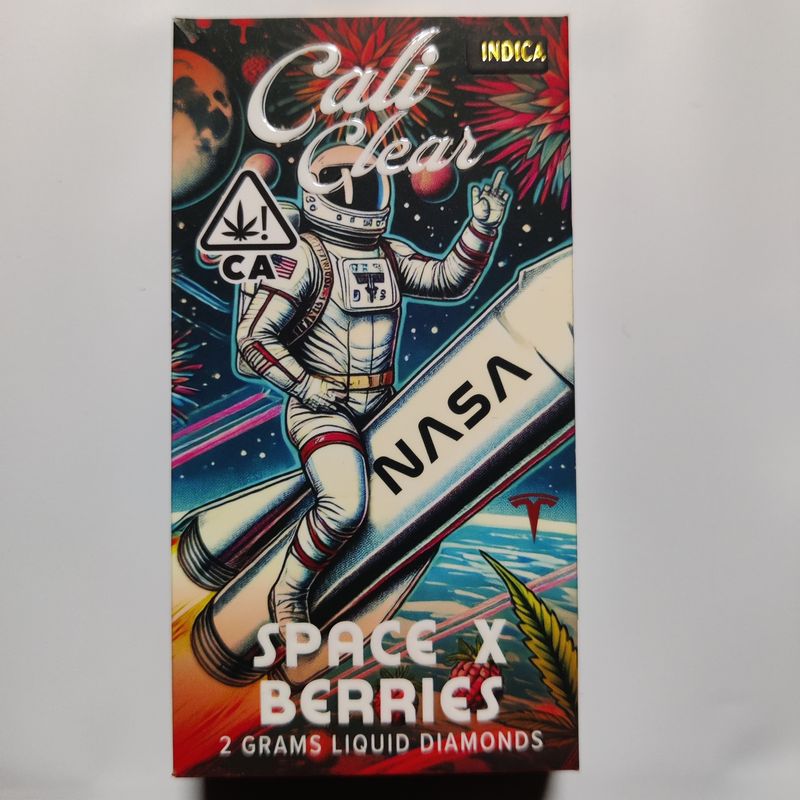 INDICA
Cali
Clear
CA
NASA
SPACE X
BERRIES
2 GRAMS LIQUID DIAMONDS